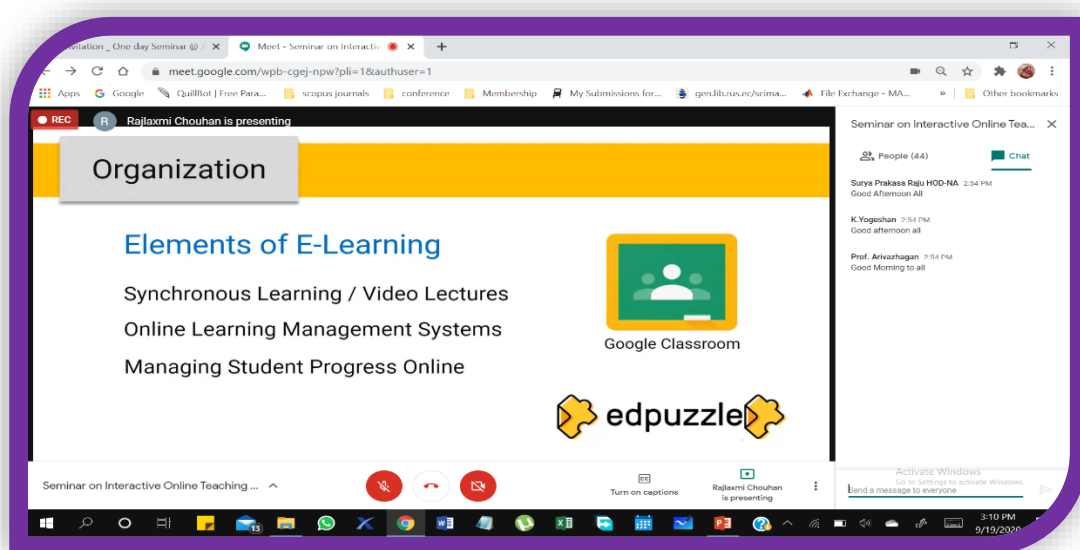 vitation _ One day Seminar @ /
Meet - Seminar on Interactiv
meet.google.com/wpb-cgej-npw?pli=1&authuser=1
Apps
Google
QuillBot | Free Para...
scopus journals
conference
Membership
My Submissions for...
gen.lib.rus.ec/scima...
File Exchange - MA...
»
Other bookmarks
REC
R
Rajlaxmi Chouhan is presenting
Organization
Elements of E-Learning
Synchronous Learning / Video Lectures
Online Learning Management Systems
Managing Student Progress Online
Google Classroom
edpuzzle
Seminar on Interactive Online Tea...
People (44)
Chat
Surya Prakasa Raju HOD-NA 2:54 PM
Good Afternoon All
K.Yogeshan 2:54 PM
Good afternoon all
Prof. Arivazhagan 2:54 PM
Good Morning to all
Activate Windows
Go to Settings to activate Windows.
Send a message to everyone
Seminar on Interactive Online Teaching ...
Turn on captions
Rajlaxmi Chouhan
is presenting
13
3:10 PM
9/19/2020